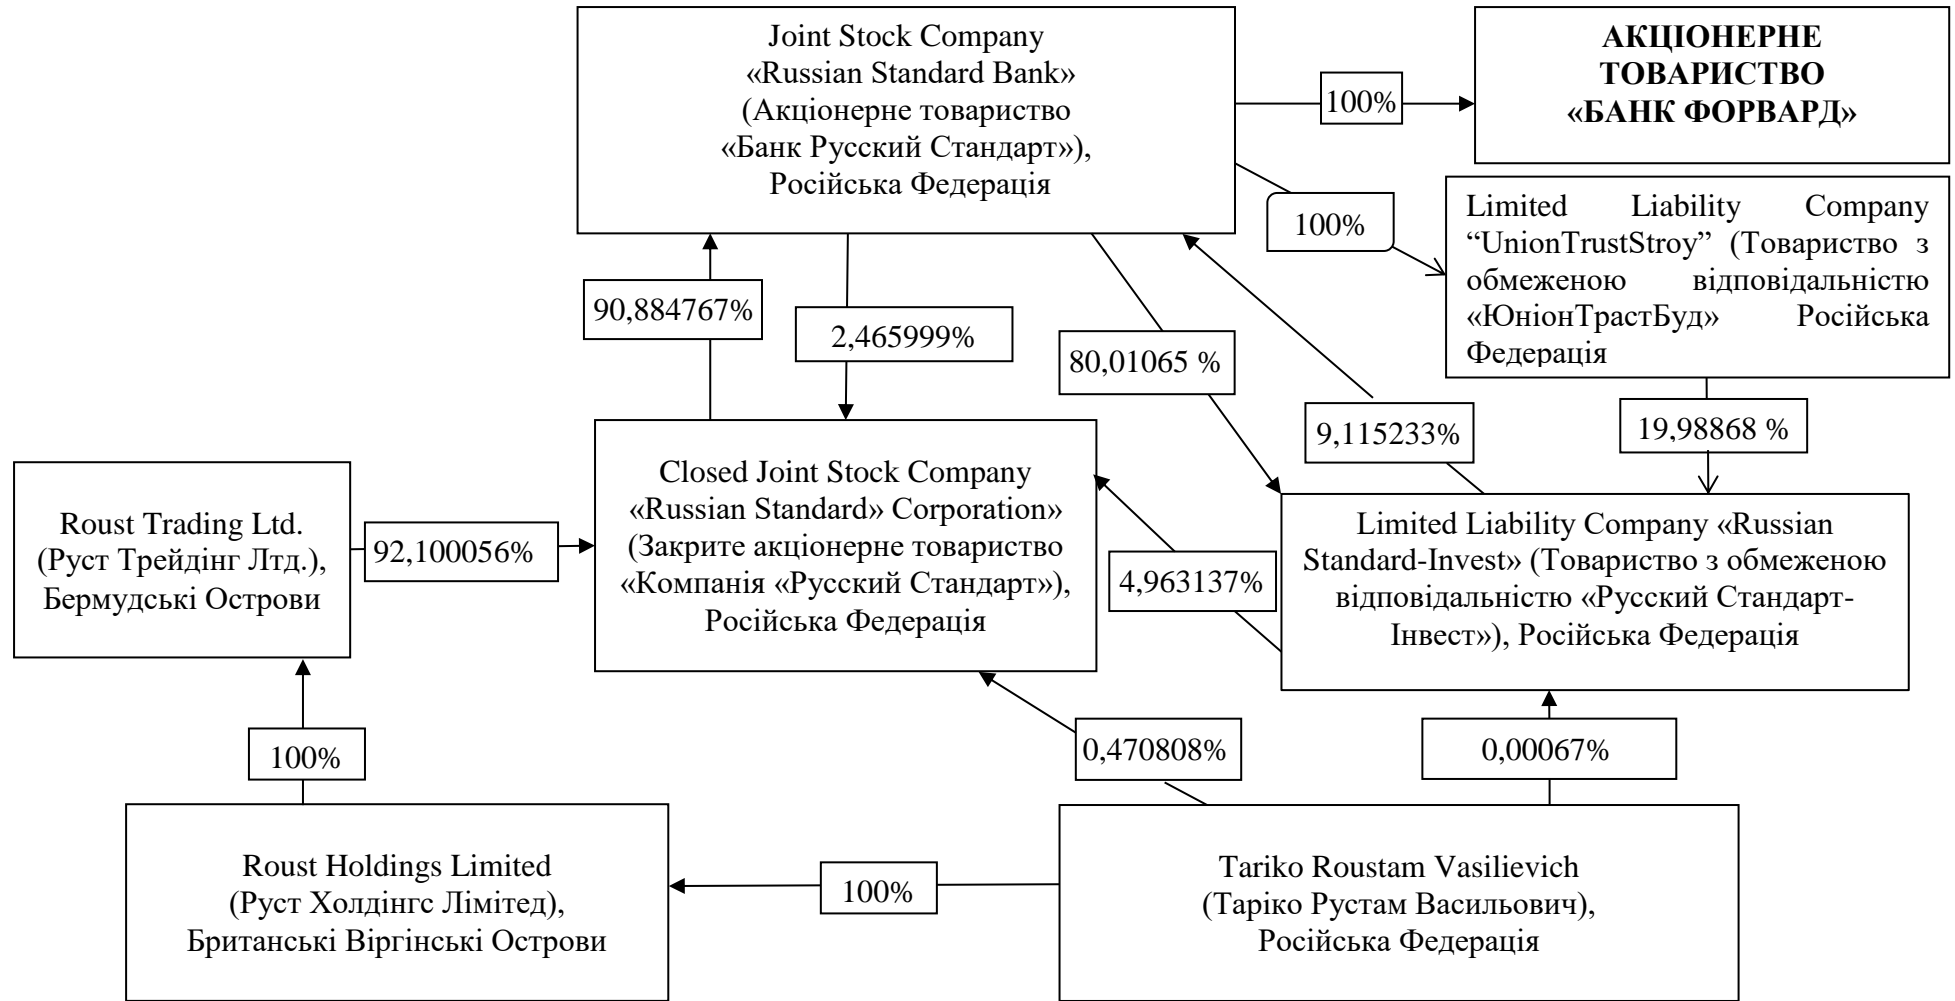 Joint Stock Company
«Russian Standard Bank»
(Акціонерне товариство
«Банк Русский Стандарт»),
Російська Федерація
100%
АКЦІОНЕРНЕ
ТОВАРИСТВО
«БАНК ФОРВАРД»
100%
Limited Liability Company
“UnionTrustStroy” (Товариство з
обмеженою відповідальністю
«ЮніонТрастБуд» Російська
Федерація
90,884767%
2,465999%
80,01065 %
9,115233%
19,98868 %
Roust Trading Ltd.
(Руст Трейдінг Лтд.),
Бермудські Острови
92,100056%
Closed Joint Stock Company
«Russian Standard» Corporation»
(Закрите акціонерне товариство
«Компанія «Русский Стандарт»),
Російська Федерація
4,963137%
Limited Liability Company «Russian
Standard-Invest» (Товариство з обмеженою
відповідальністю «Русский Стандарт-
Інвест»), Російська Федерація
100%
0,470808%
0,00067%
Roust Holdings Limited
(Руст Холдінгс Лімітед),
Британські Віргінські Острови
100%
Tariko Roustam Vasilievich
(Таріко Рустам Васильович),
Російська Федерація